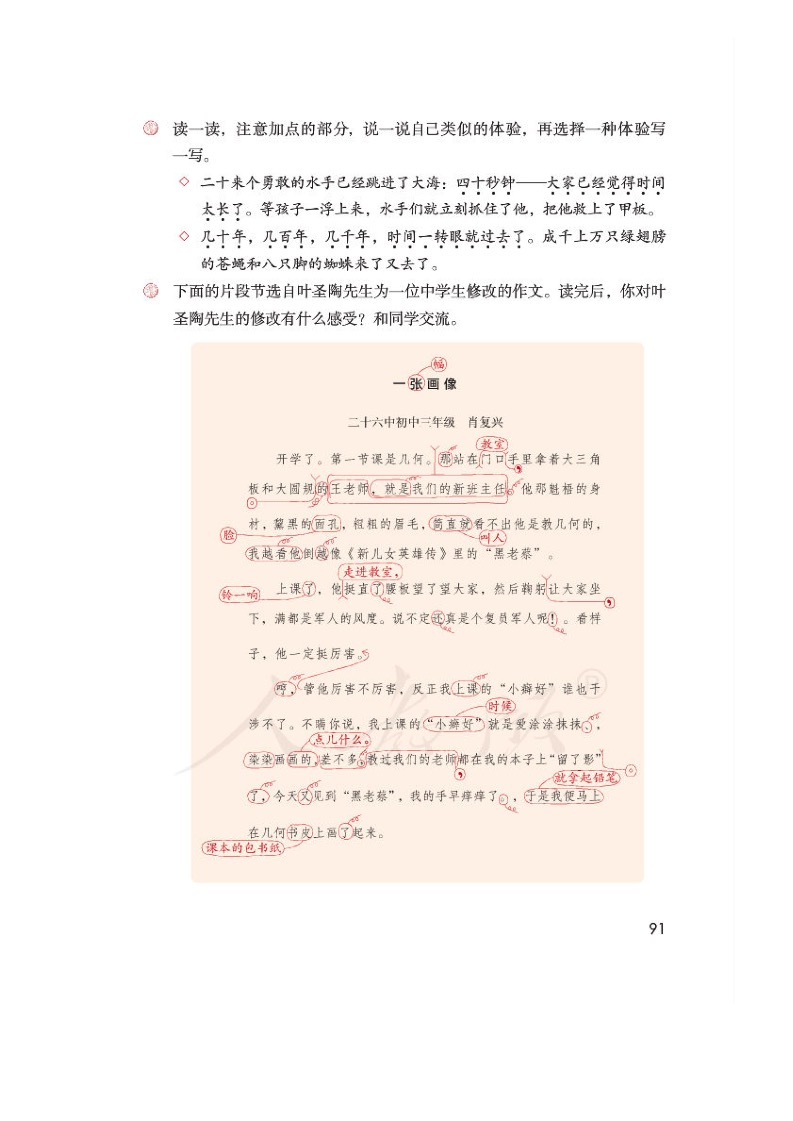 读一读，注意加点的部分，说一说自己类似的体验，再选择一种体验写
一写。
◇ 二十来个勇敢的水手已经跳进了大海：四十秒钟——大家已经觉得时间
太长了。等孩子一浮上来，水手们就立刻抓住了他，把他救上了甲板。
◇ 几十年，几百年，几千年，时间一转眼就过去了。成千上万只绿翅膀
的苍蝇和八只脚的蜘蛛来了又去了。
下面的片段节选自叶圣陶先生为一位中学生修改的作文。读完后，你对叶
圣陶先生的修改有什么感受？和同学交流。
幅
一张画像
二十六中初中三年级 肖复兴
教室
开学了。第一节课是几何。那站在门口手里拿着大三角
板和大圆规的王老师，就是我们的新班主任。他那魁梧的身
材，黧黑的面孔，粗粗的眉毛，简直就看不出他是教几何的，
脸
叫人
我越看他倒越像《新儿女英雄传》里的“黑老蔡”。
走进教室，
上课了，他挺直了腰板望了望大家，然后鞠躬让大家坐
铃一响
下，满都是军人的风度。说不定还真是个复员军人呢！。看样
子，他一定挺厉害。
哼，管他厉害不厉害，反正我上课的“小癖好”谁也干
时候
涉不了。不瞒你说，我上课的“小癖好”就是爱涂涂抹抹、，
点几什么。
染染画画的，差不多，教过我们的老师都在我的本子上“留了影”
就拿起铅笔
了，今天又见到“黑老蔡”，我的手早痒痒了。，于是我便马上
在几何书皮上画了起来。
课本的包书纸
91